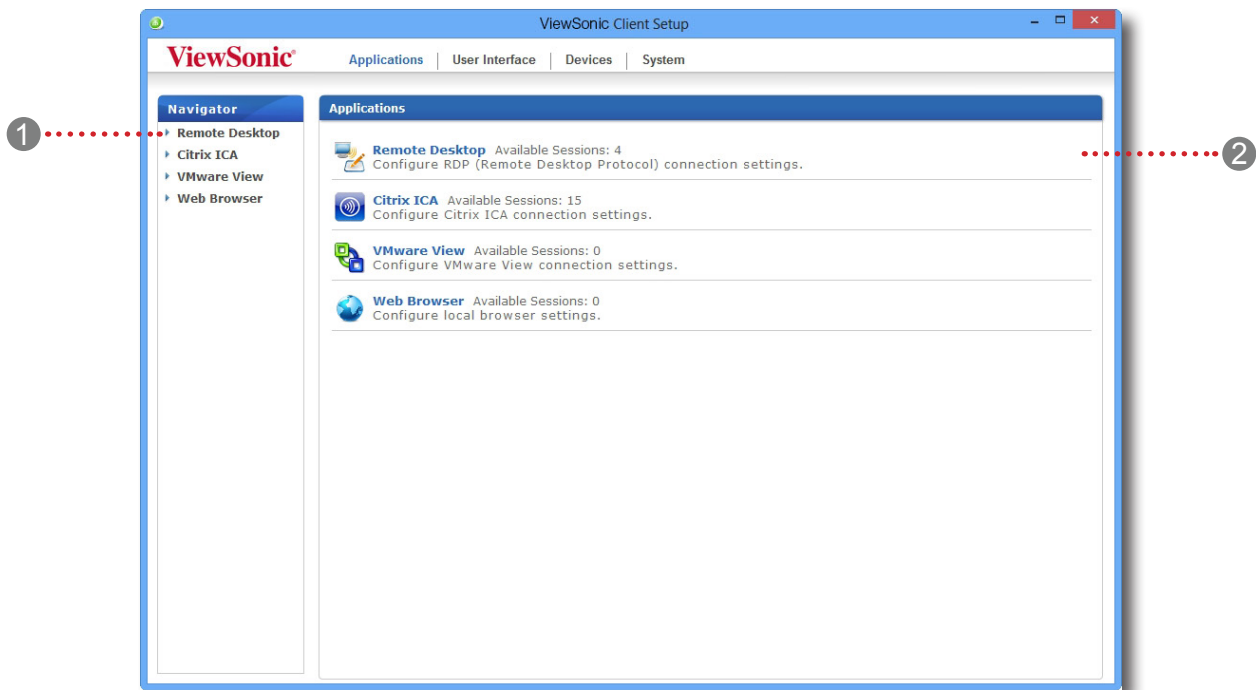 ViewSonic Client Setup
ViewSonic®
Applications | User Interface | Devices | System
Navigator
Remote Desktop
Citrix ICA
VMware View
Web Browser
Applications
Remote Desktop Available Sessions: 4
Configure RDP (Remote Desktop Protocol) connection settings.
Citrix ICA Available Sessions: 15
Configure Citrix ICA connection settings.
VMware View Available Sessions: 0
Configure VMware View connection settings.
Web Browser Available Sessions: 0
Configure local browser settings.
1
2